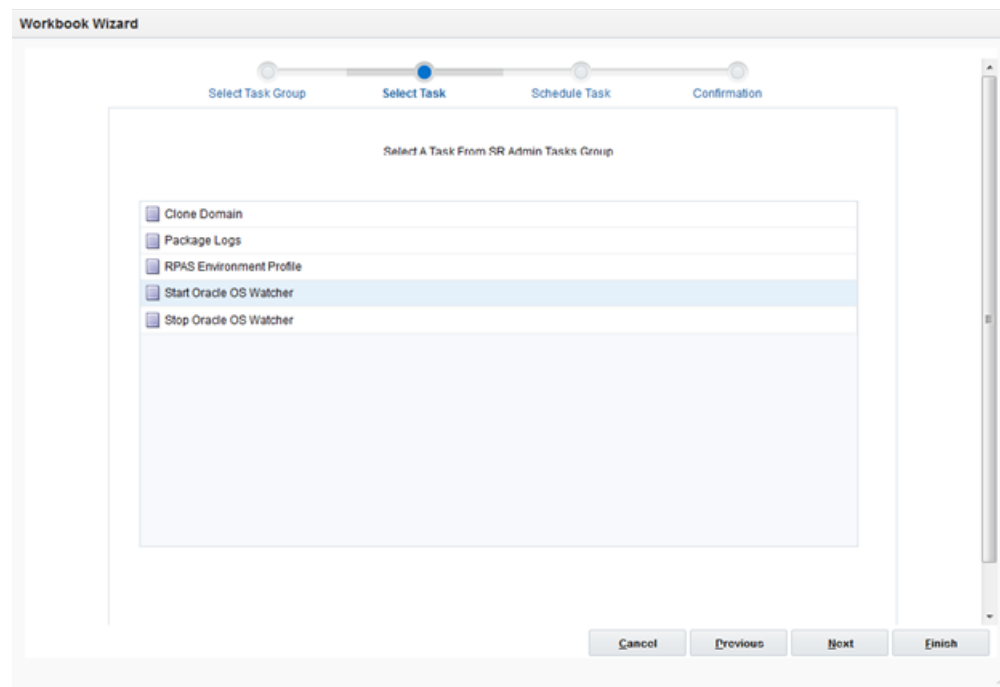 Workbook Wizard
Select Task Group Select Task Schedule Task Confirmation
Select A Task From SR Admin Tasks Group
Clone Domain
Package Logs
RPAS Environment Profile
Start Oracle OS Watcher
Stop Oracle OS Watcher
Cancel Previous Next Finish